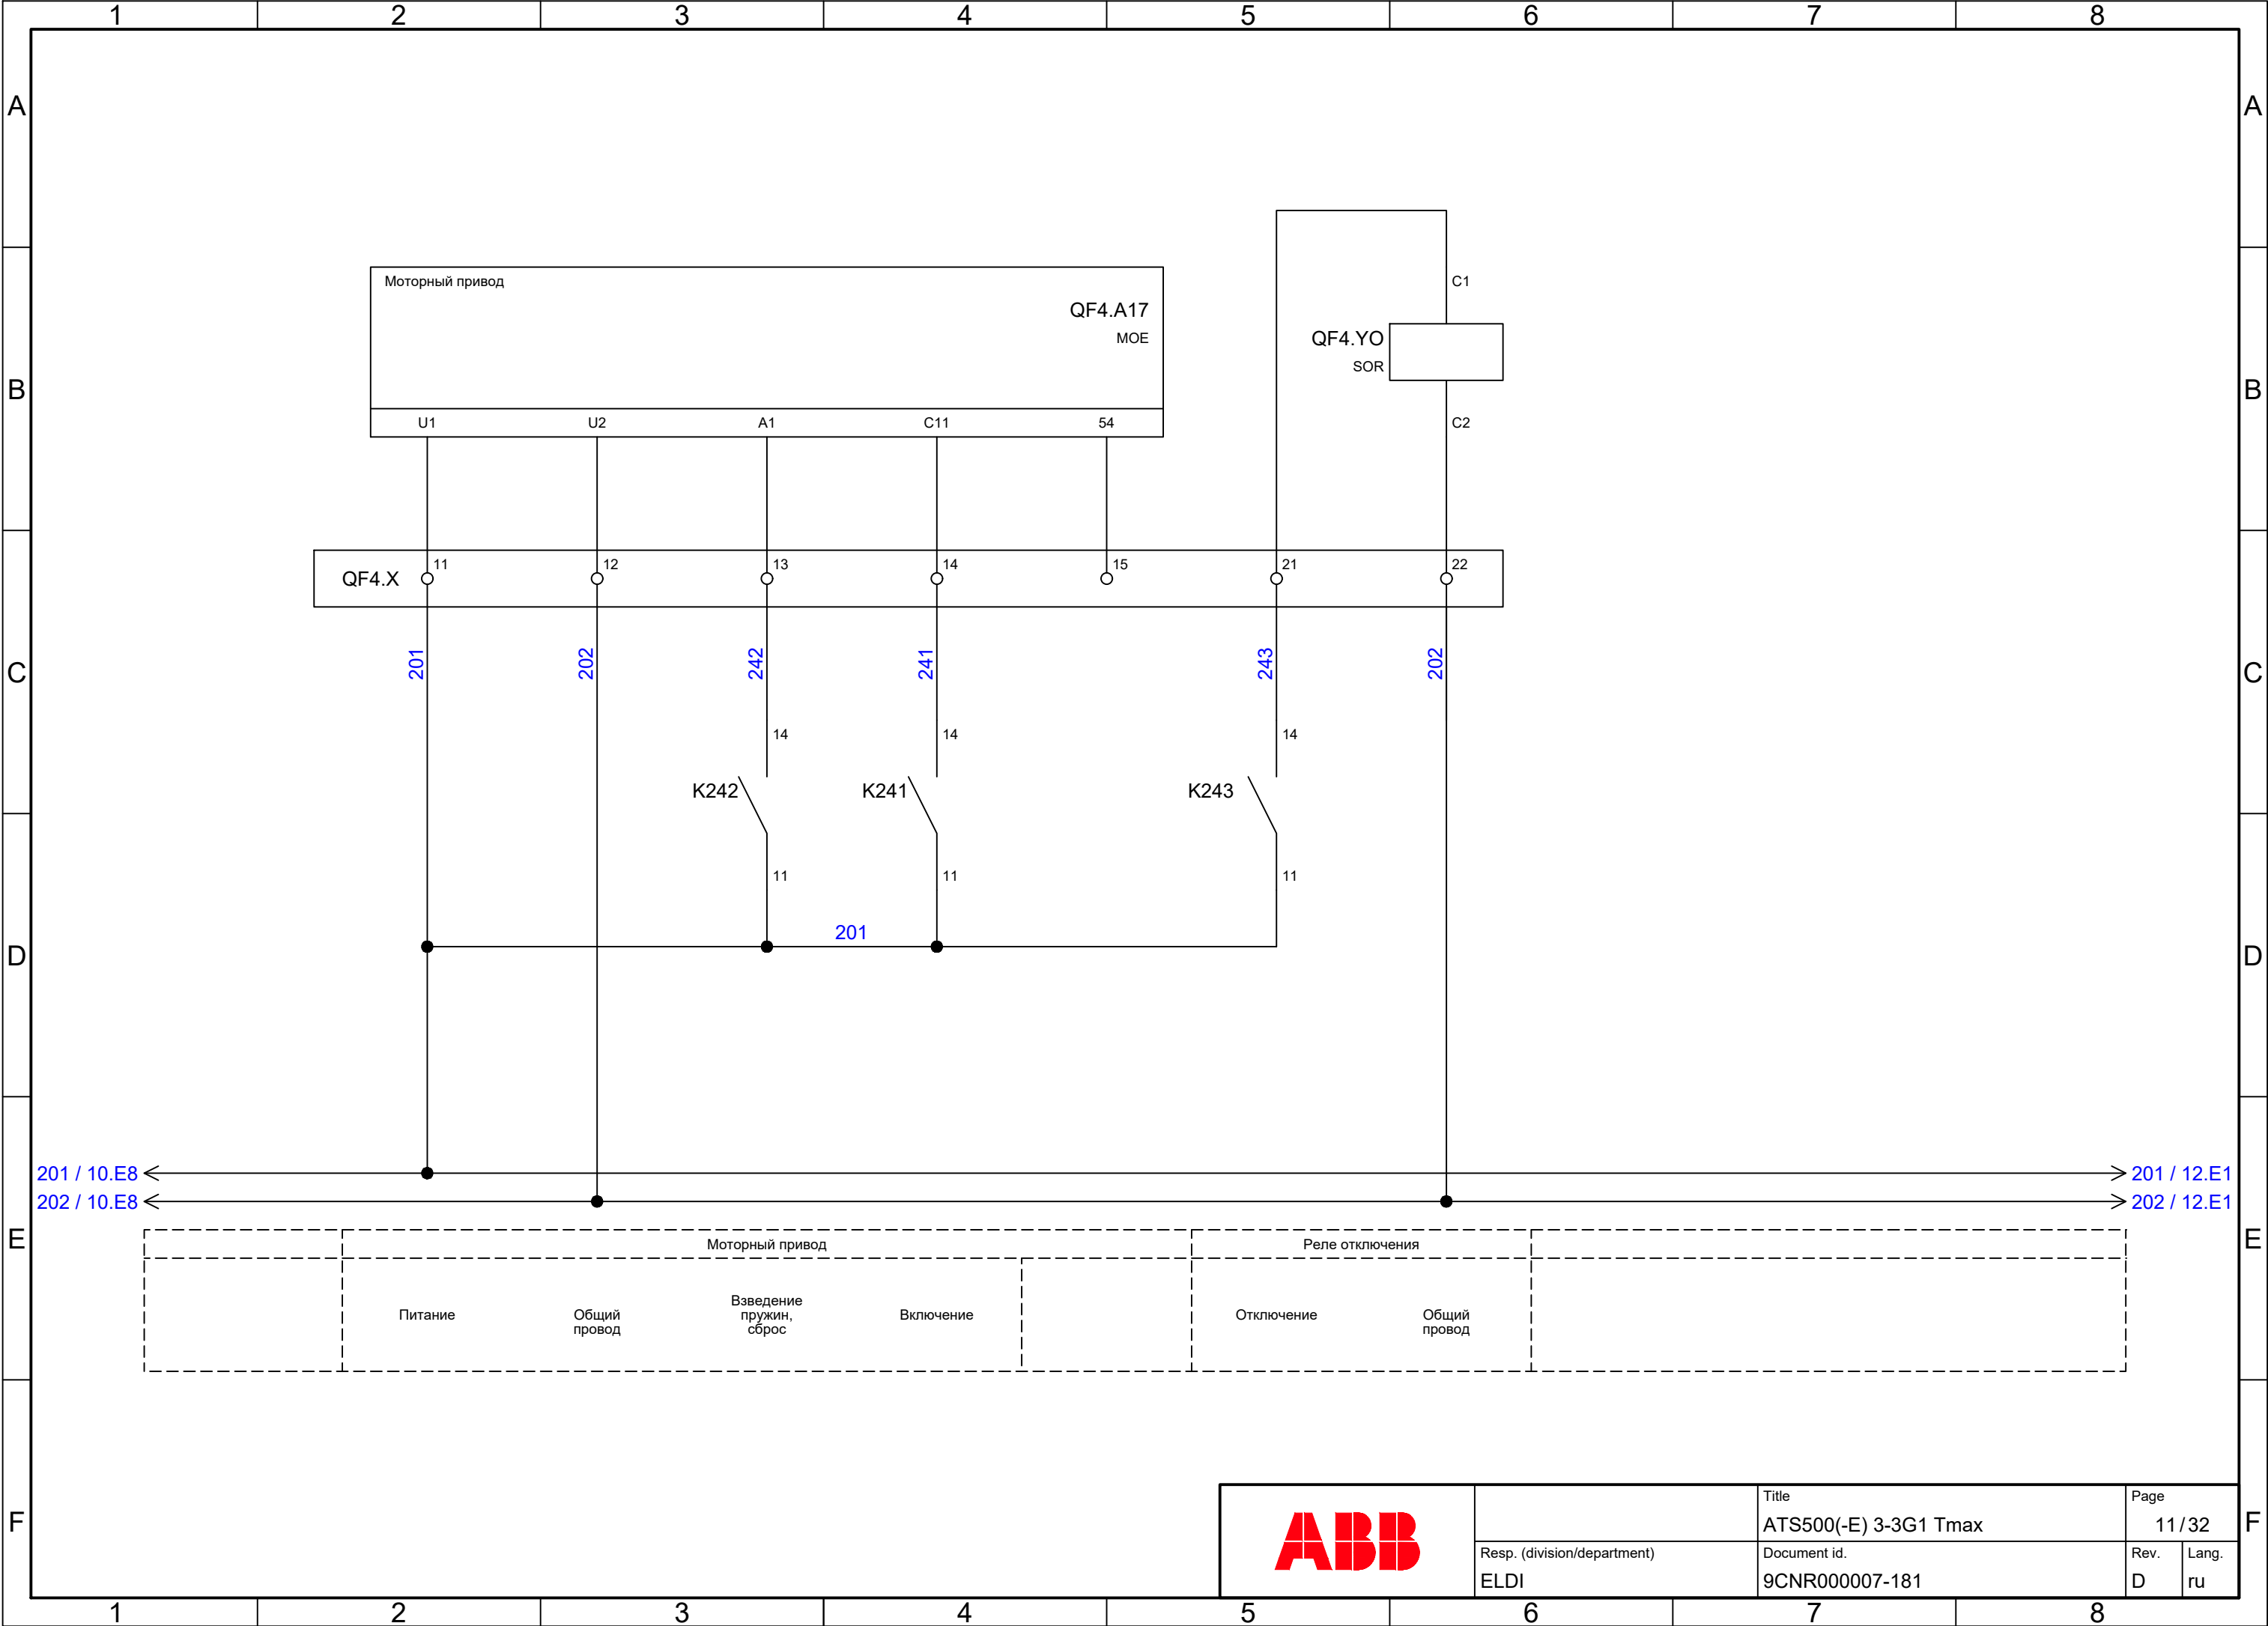 1 2 3 4 5 6 7 8
A A
Моторный привод
QF4.A17
MOE
C1
QF4.YO
SOR
B B
U1 U2 A1 C11 54
C2
QF4.X 11 12 13 14 15 21 22
201 202 242 241 243 202
C C
14 14 14
K242 K241 K243
11 11 11
201
D D
201 / 10.E8 201 / 12.E1
202 / 10.E8 202 / 12.E1
E E
Моторный привод Реле отключения
Питание
Общий
провод
Взведение
пружин,
сброс
Включение
Отключение
Общий
провод
F F
ABB
Title
ATS500(-E) 3-3G1 Tmax
Page
11/32
Resp. (division/department)
ELDI
Document id.
9CNR000007-181
Rev.
D
Lang.
ru
1 2 3 4 5 6 7 8